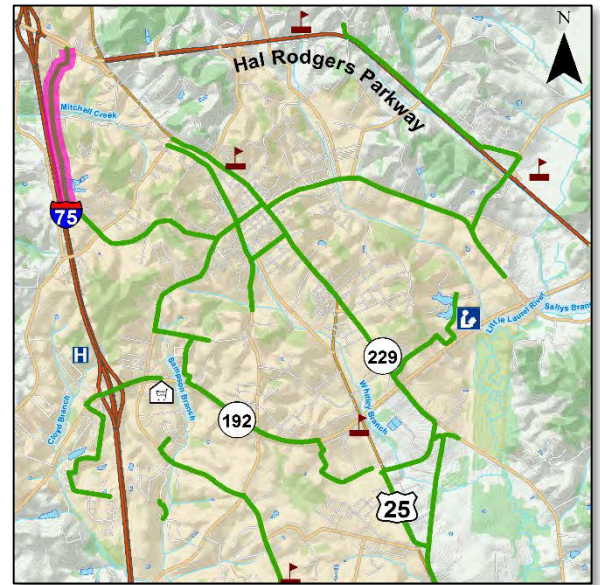 N
Hal Rodgers Parkway
Mitchell Creek
75
Little Laurel River
Sallys Bran
229
H
Sampson Branch
Whitley Branch
Cloyd Branch
192
25